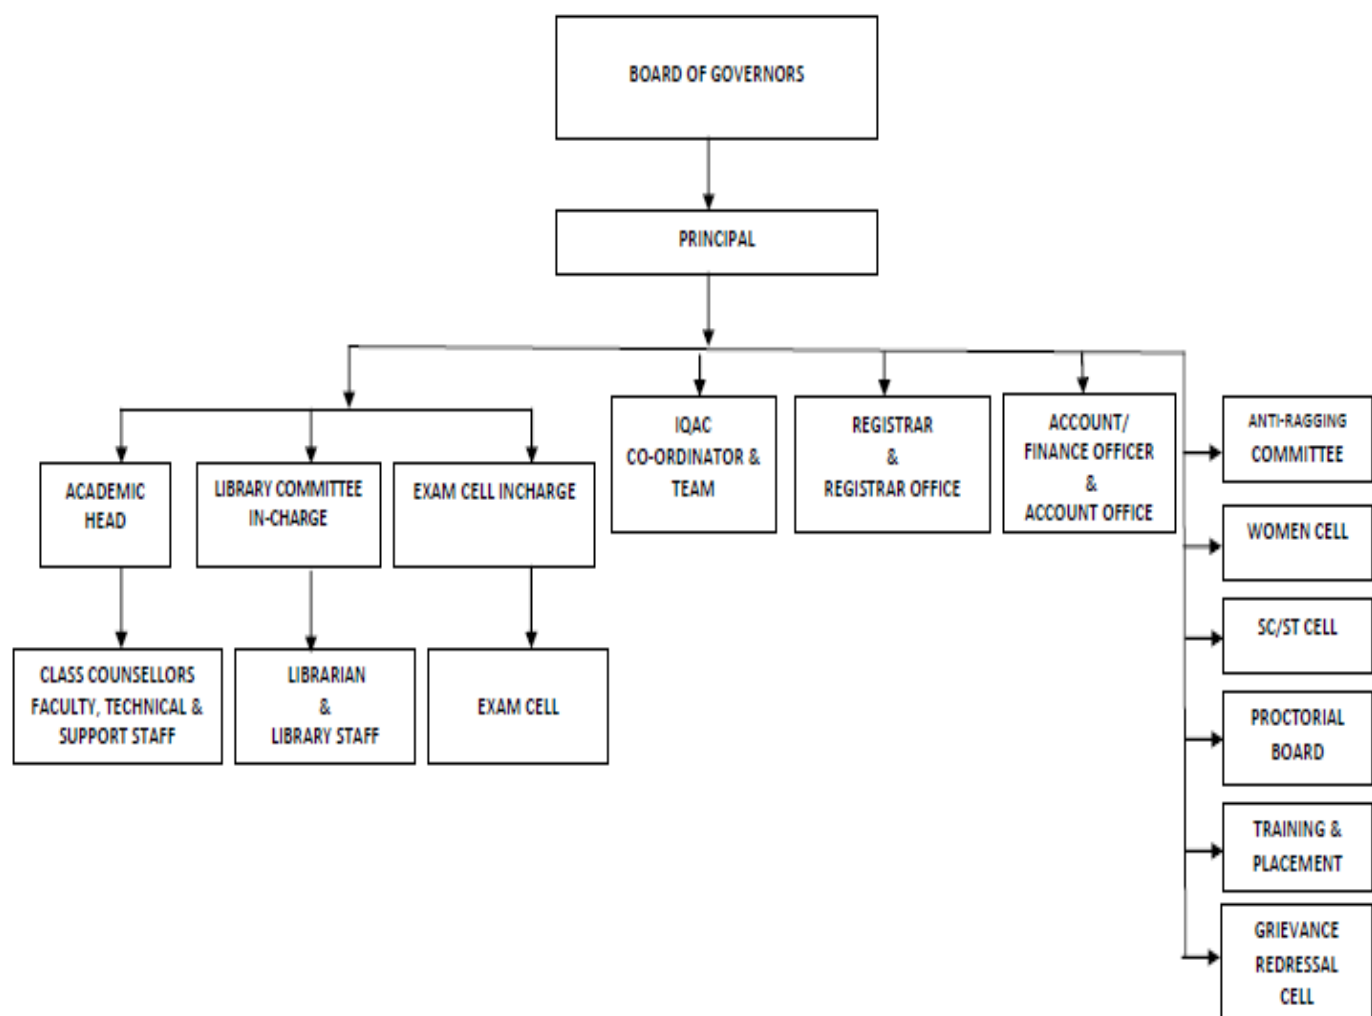 BOARD OF GOVERNORS
PRINCIPAL
ACADEMIC
HEAD
LIBRARY COMMITTEE
IN-CHARGE
EXAM CELL INCHARGE
IQAC
CO-ORDINATOR &
TEAM
REGISTRAR
&
REGISTRAR OFFICE
ACCOUNT/
FINANCE OFFICER
&
ACCOUNT OFFICE
CLASS COUNSELLORS
FACULTY, TECHNICAL &
SUPPORT STAFF
LIBRARIAN
&
LIBRARY STAFF
EXAM CELL
ANTI-RAGGING
COMMITTEE
WOMEN CELL
SC/ST CELL
PROCTORIAL
BOARD
TRAINING &
PLACEMENT
GRIEVANCE
REDRESSAL
CELL